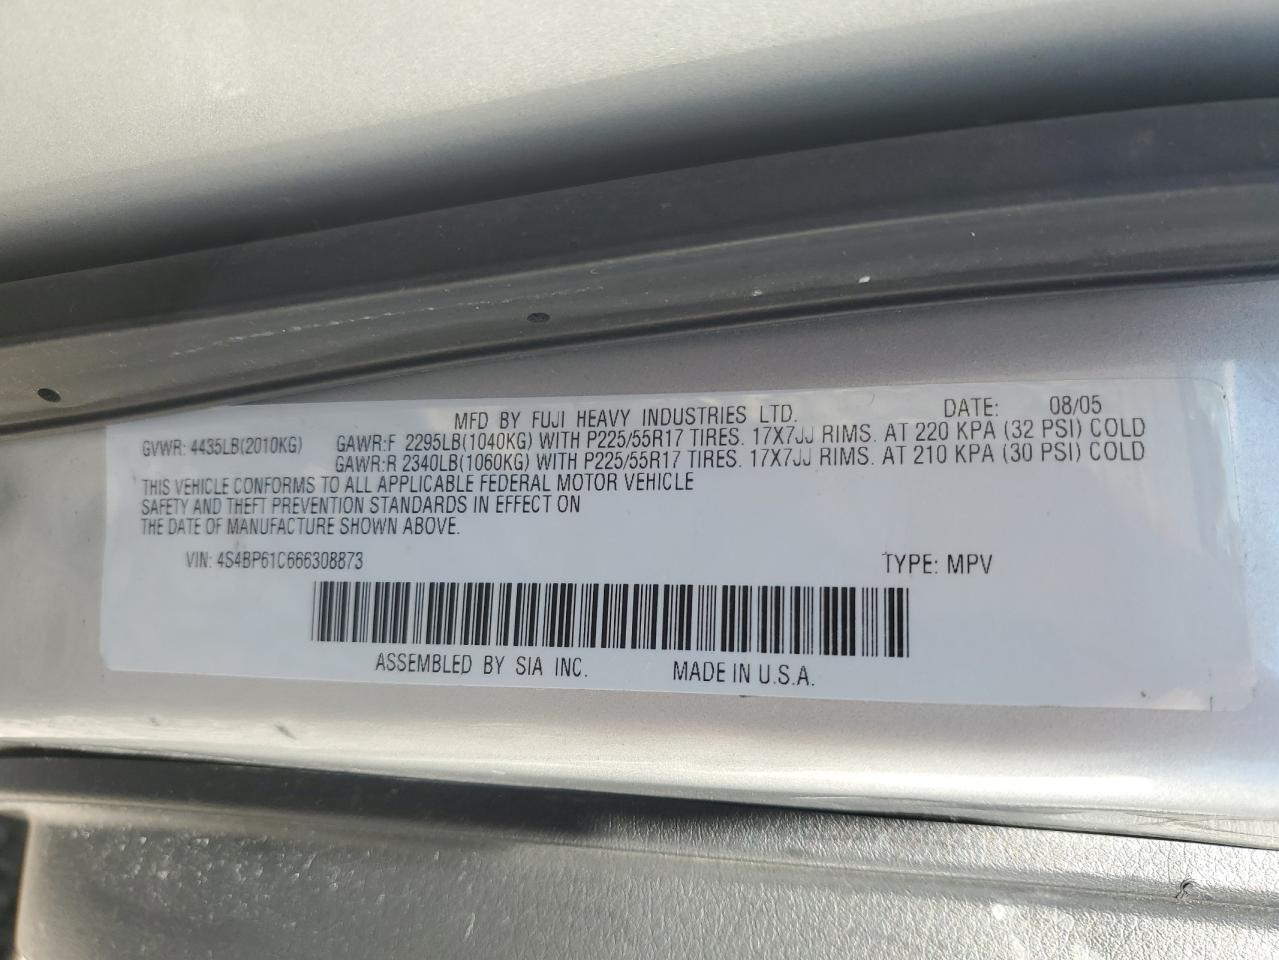 MFD BY FUJI HEAVY INDUSTRIES LTD. DATE: 08/05
GVWR: 4435LB(2010KG) GAWR:F 2295LB(1040KG) WITH P225/55R17 TIRES. 17X7JJ RIMS. AT 220 KPA (32 PSI) COLD
GAWR:R 2340LB(1060KG) WITH P225/55R17 TIRES. 17X7JJ RIMS. AT 210 KPA (30 PSI) COLD
THIS VEHICLE CONFORMS TO ALL APPLICABLE FEDERAL MOTOR VEHICLE
SAFETY AND THEFT PREVENTION STANDARDS IN EFFECT ON
THE DATE OF MANUFACTURE SHOWN ABOVE.
VIN: 4S4BP61C666308873 TYPE: MPV
ASSEMBLED BY SIA INC. MADE IN U.S.A.